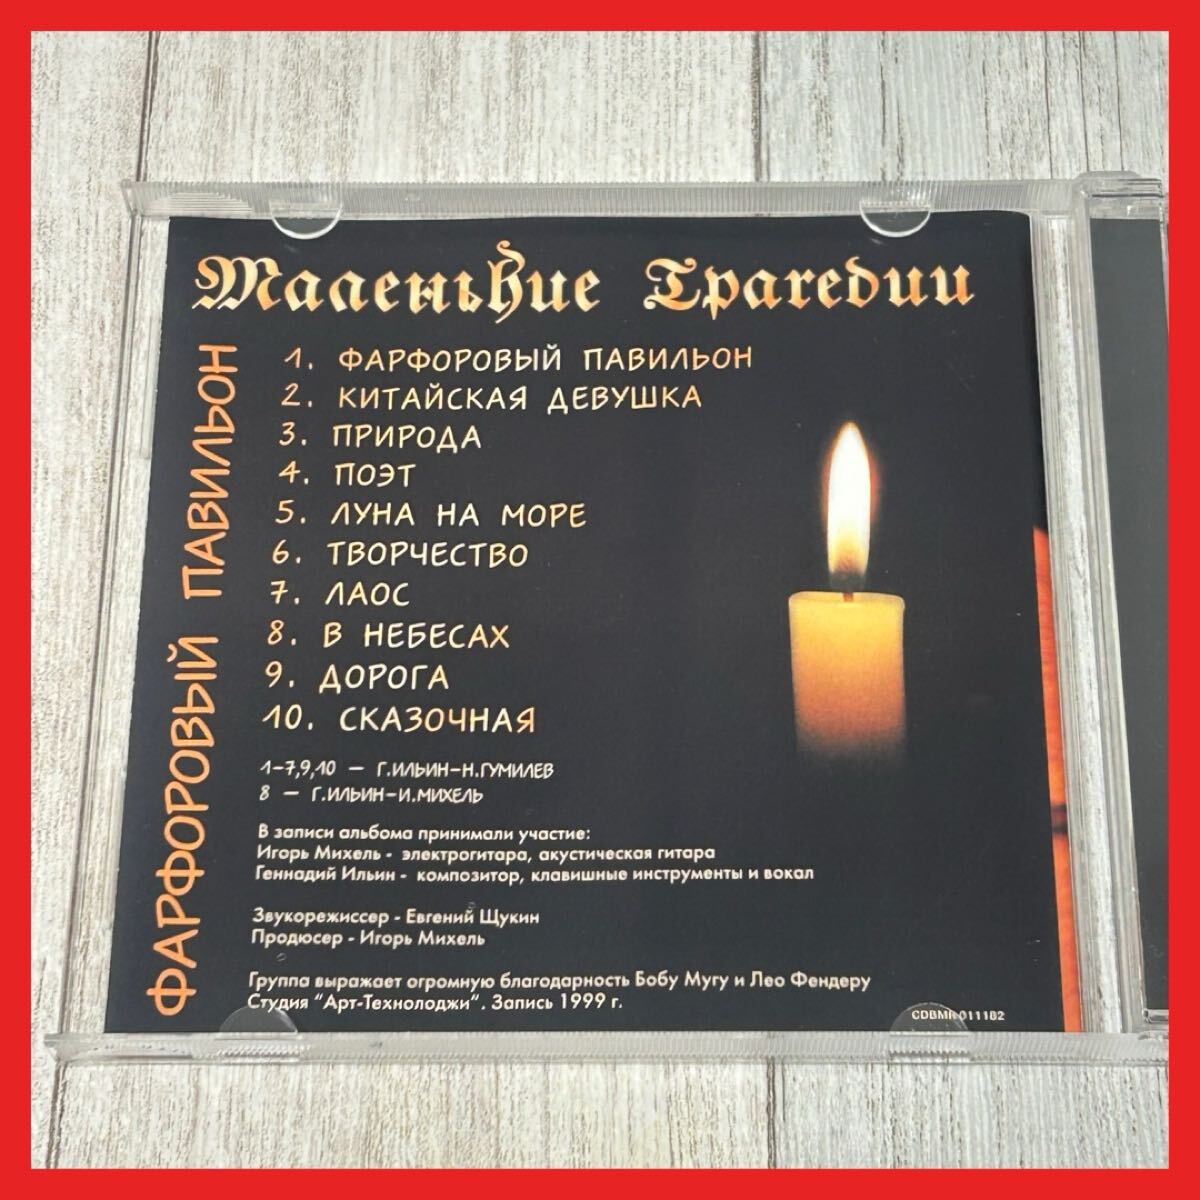 Маленькие Трагедии
ФАРФОРОВЫЙ ПАВИЛЬОН
1. ФАРФОРОВЫЙ ПАВИЛЬОН
2. КИТАЙСКАЯ ДЕВУШКА
3. ПРИРОДА
4. ПОЭТ
5. ЛУНА НА МОРЕ
6. ТВОРЧЕСТВО
7. ЛАОС
8. В НЕБЕСАХ
9. ДОРОГА
10. СКАЗОЧНАЯ
1-7,9,10 — Г.ИЛЬИН-Н.ГУМИЛЕВ
8 — Г.ИЛЬИН-И.МИХЕЛЬ
В записи альбома принимали участие:
Игорь Михель - электрогитара, акустическая гитара
Геннадий Ильин - композитор, клавишные инструменты и вокал
Звукорежиссер - Евгений Щукин
Продюсер - Игорь Михель
Группа выражает огромную благодарность Бобу Мугу и Лео Фендеру
Студия "Арт-Технолоджи". Запись 1999 г.
CDBMR 011182